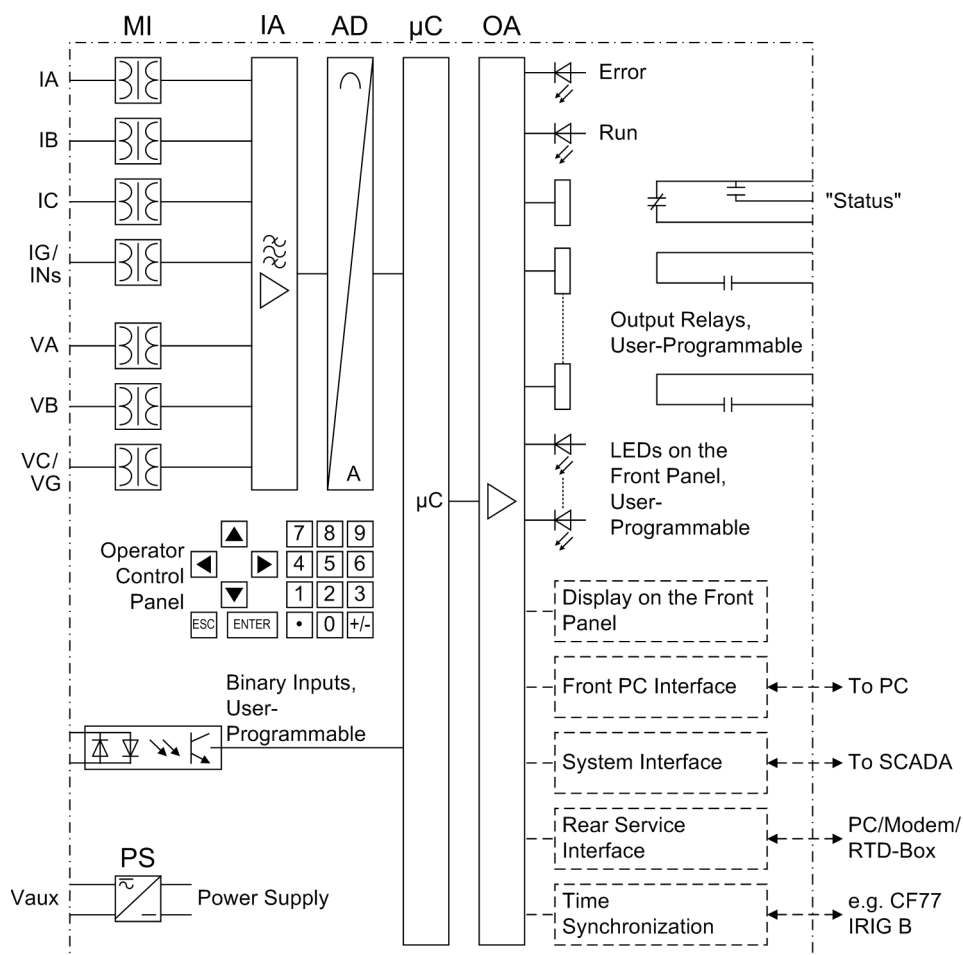 MI IA AD µC OA
IA
IB
IC
IG/
INs
VA
VB
VC/
VG
A
µC
Error
Run
"Status"
Output Relays,
User-Programmable
LEDs on the
Front Panel,
User-
Programmable
Operator
Control
Panel
7 8 9
4 5 6
1 2 3
ESC ENTER • 0 +/-
Display on the Front
Panel
Front PC Interface
To PC
Binary Inputs,
User-
Programmable
System Interface
To SCADA
Rear Service
Interface
PC/Modem/
RTD-Box
PS
Vaux
Power Supply
Time
Synchronization
e.g. CF77
IRIG B